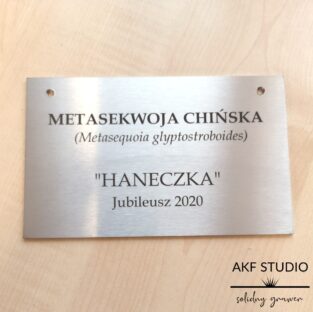 METASEKWOJA CHIŃSKA
(Metasequoia glyptostroboides)
"HANECZKA"
Jubileusz 2020
AKF STUDIO
solidny grawer